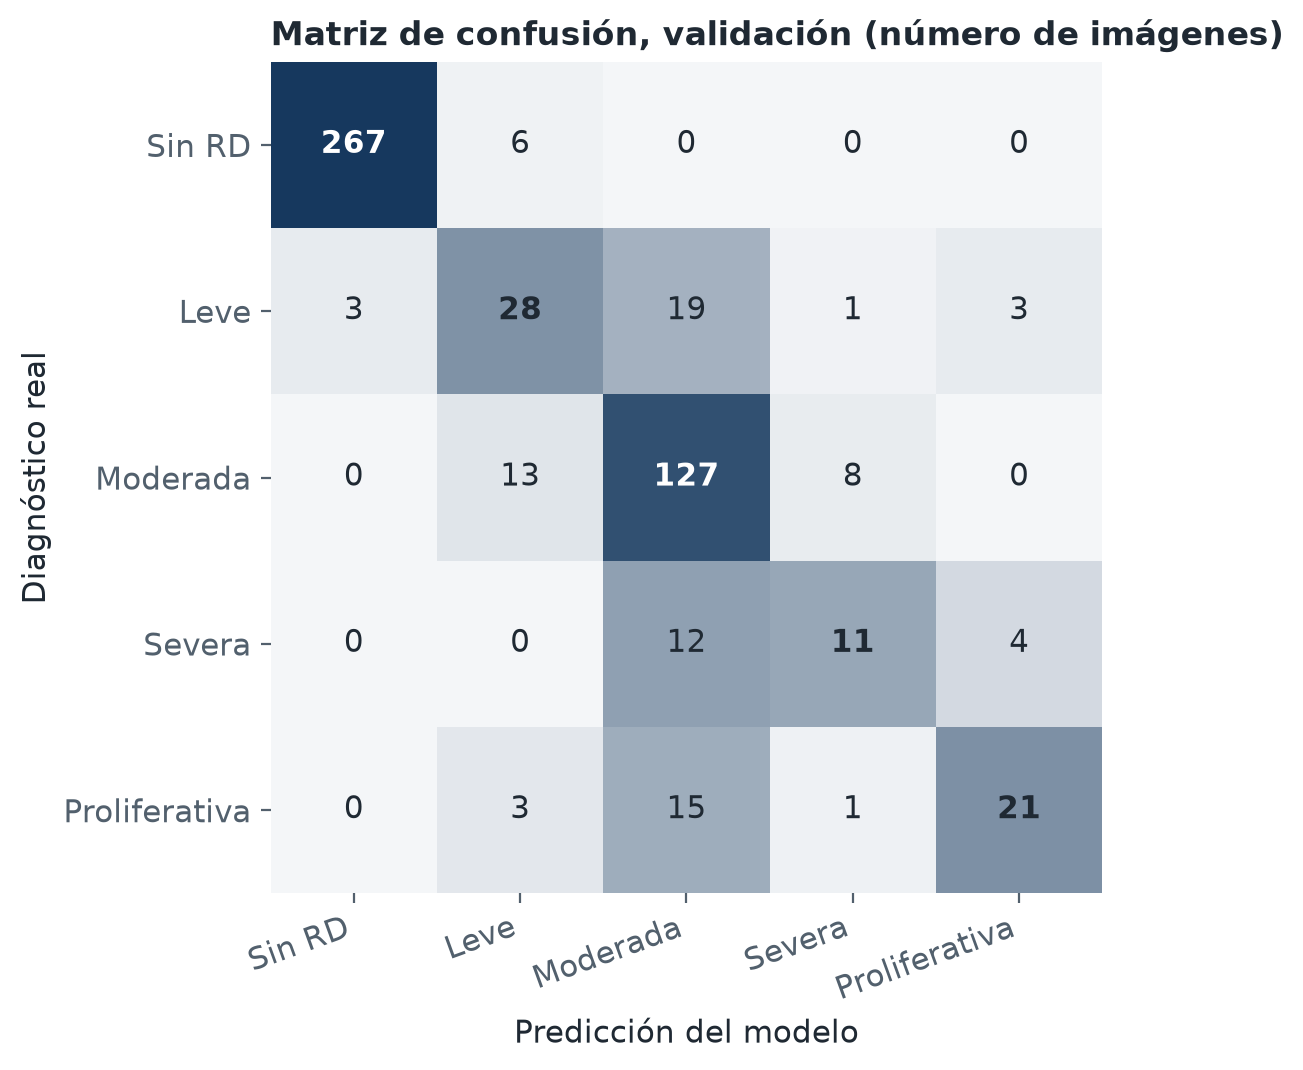 Matriz de confusión, validación (número de imágenes)
Diagnóstico real
Sin RD 267 6 0 0 0
Leve 3 28 19 1 3
Moderada 0 13 127 8 0
Severa 0 0 12 11 4
Proliferativa 0 3 15 1 21
Sin RD Leve Moderada Severa Proliferativa
Predicción del modelo